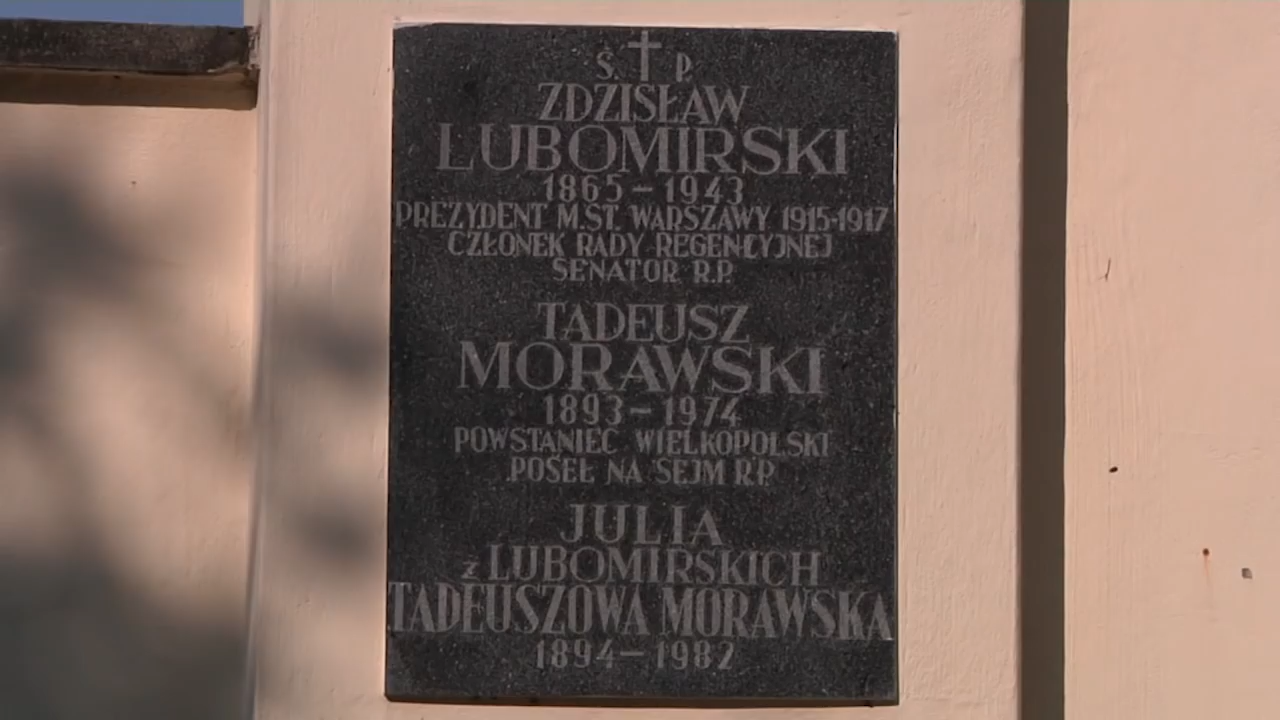 Ś. P.
ZDZISŁAW
LUBOMIRSKI
1865-1943
PREZYDENT M.ST. WARSZAWY 1915-1917
CZŁONEK RADY REGENCYJNEJ
SENATOR R.P.
TADEUSZ
MORAWSKI
1893-1974
POWSTANIEC WIELKOPOLSKI
POSEŁ NA SEJM R.P.
JULIA
z LUBOMIRSKICH
TADEUSZOWA MORAWSKA
1894-1982